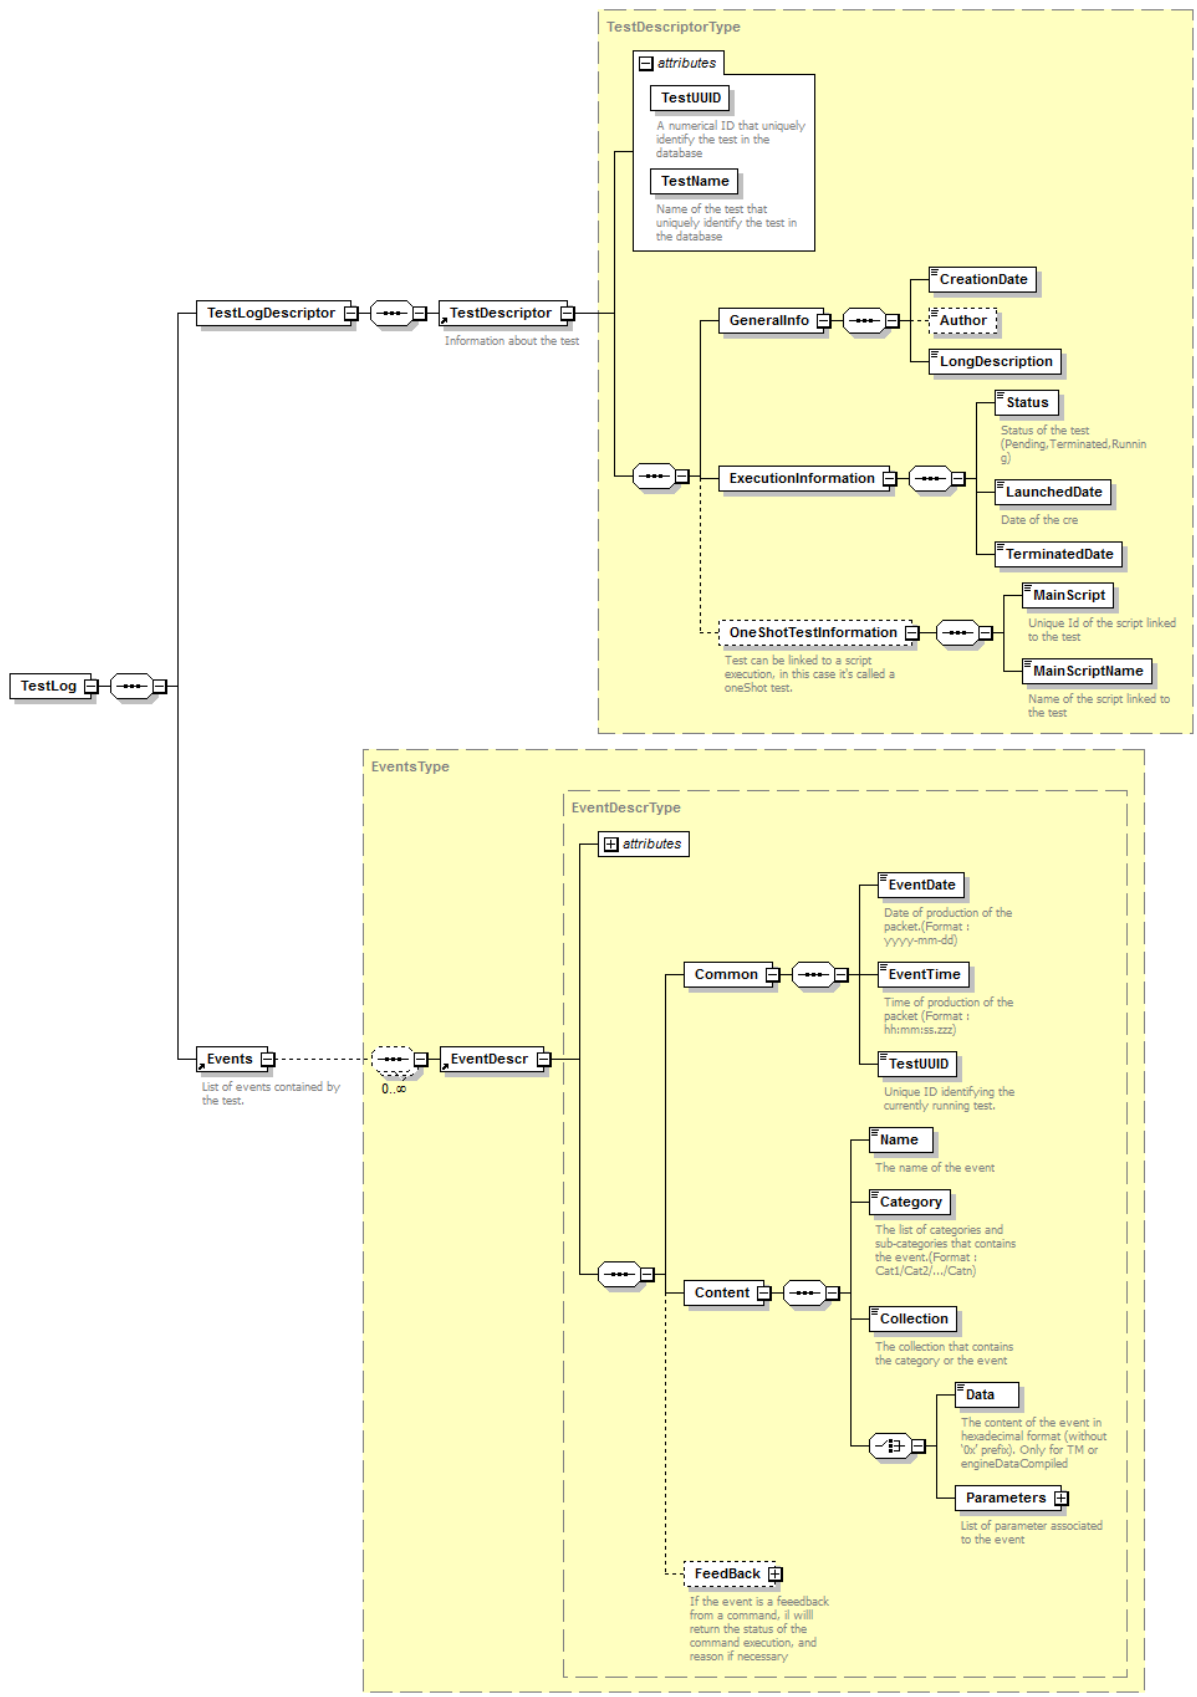 TestDescriptorType
attributes
TestUUID
A numerical ID that uniquely
identify the test in the
database
TestName
Name of the test that
uniquely identify the test in
the database
TestLogDescriptor
TestDescriptor
Information about the test
GeneralInfo
CreationDate
Author
LongDescription
ExecutionInformation
Status
Status of the test
(Pending,Terminated,Runnin
g)
LaunchedDate
Date of the cre
TerminatedDate
OneShotTestInformation
Test can be linked to a script
execution, in this case it's called a
oneShot test.
MainScript
Unique Id of the script linked
to the test
MainScriptName
Name of the script linked to
the test
TestLog
EventsType
EventDescrType
attributes
Common
EventDate
Date of production of the
packet.(Format :
yyyy-mm-dd)
EventTime
Time of production of the
packet (Format :
hh:mm:ss.zzz)
TestUUID
Unique ID identifying the
currently running test.
Events
List of events contained by
the test.
0..∞
EventDescr
Content
Name
The name of the event
Category
The list of categories and
sub-categories that contains
the event.(Format :
Cat1/Cat2/.../Catn)
Collection
The collection that contains
the category or the event
Data
The content of the event in
hexadecimal format (without
'0x' prefix). Only for TM or
engineDataCompiled
Parameters
List of parameter associated
to the event
FeedBack
If the event is a feeedback
from a command, il willl
return the status of the
command execution, and
reason if necessary